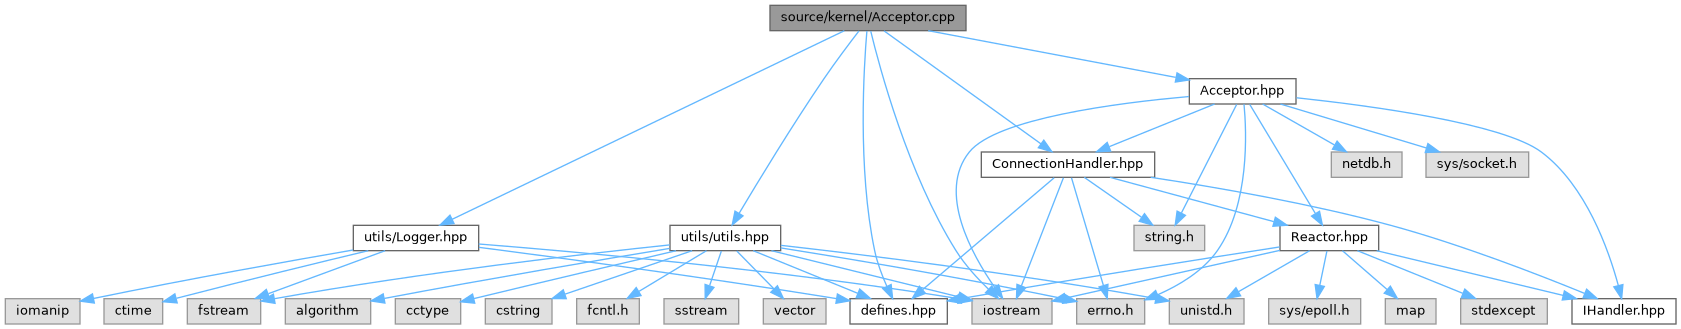 source/kernel/Acceptor.cpp
Acceptor.hpp
ConnectionHandler.hpp
netdb.h
sys/socket.h
utils/Logger.hpp
utils/utils.hpp
string.h
Reactor.hpp
iomanip
ctime
fstream
algorithm
cctype
cstring
fcntl.h
sstream
vector
defines.hpp
iostream
errno.h
unistd.h
sys/epoll.h
map
stdexcept
IHandler.hpp